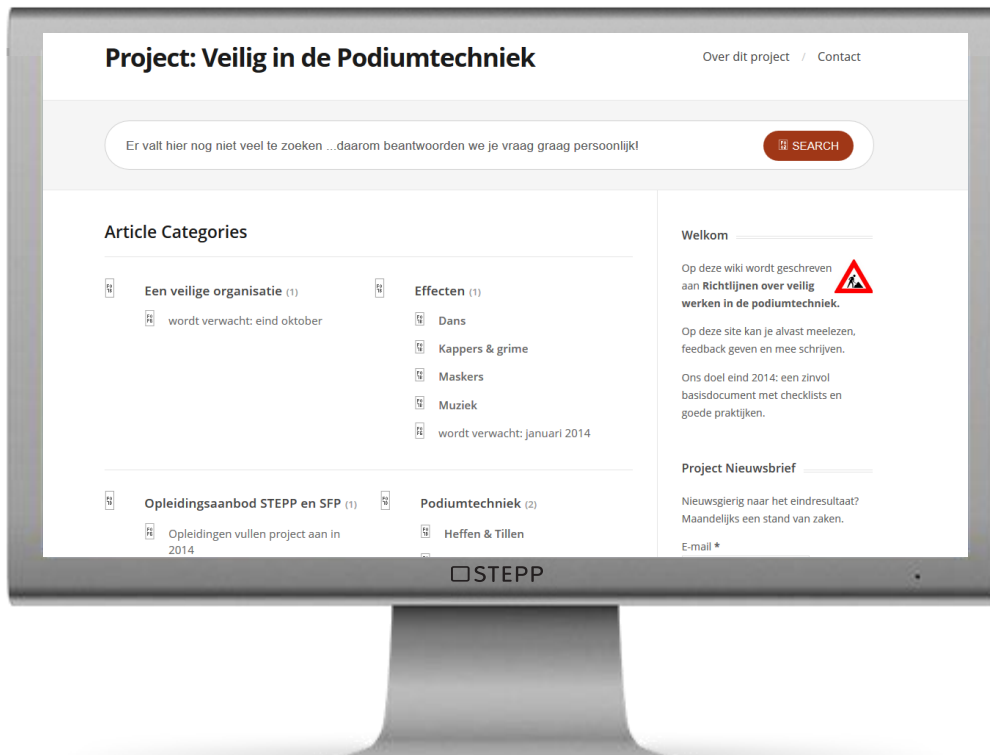 Project: Veilig in de Podiumtechniek
Over dit project / Contact
Er valt hier nog niet veel te zoeken ...daarom beantwoorden we je vraag graag persoonlijk!
SEARCH
Article Categories
Een veilige organisatie (1)
wordt verwacht: eind oktober
Effecten (1)
Dans
Kappers & grime
Maskers
Muziek
wordt verwacht: januari 2014
Opleidingsaanbod STEPP en SFP (1)
Opleidingen vullen project aan in
2014
Podiumtechniek (2)
Heffen & Tillen
Welkom
Op deze wiki wordt geschreven
aan Richtlijnen over veilig
werken in de podiumtechniek.
Op deze site kan je alvast meelezen,
feedback geven en mee schrijven.
Ons doel eind 2014: een zinvol
basisdocument met checklists en
goede praktijken.
Project Nieuwsbrief
Nieuwsgierig naar het eindresultaat?
Maandelijks een stand van zaken.
E-mail *
STEPP